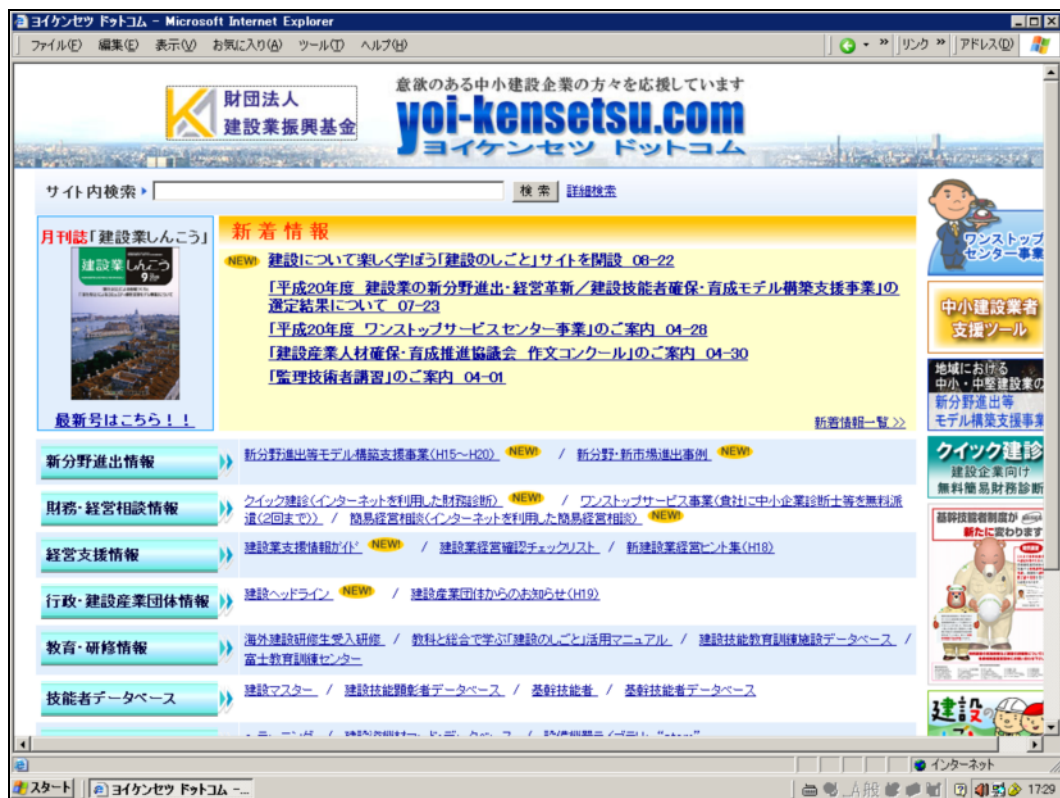 ヨイケンセツ ドットコム - Microsoft Internet Explorer
ファイル(F) 編集(E) 表示(V) お気に入り(A) ツール(T) ヘルプ(H)
リンク
アドレス(D)
財団法人
建設業振興基金
意欲のある中小建設企業の方々を応援しています
yoi-kensetsu.com
ヨイケンセツ ドットコム
サイト内検索
検索
詳細検索
月刊誌「建設業しんこう」
建設業しんこう
9
最新号はこちら！！
新着情報
NEW! 建設について楽しく学ぼう「建設のしごと」サイトを開設 08-22
「平成20年度 建設業の新分野進出・経営革新／建設技能者確保・育成モデル構築支援事業」の
選定結果について 07-23
「平成20年度 ワンストップサービスセンター事業」のご案内 04-28
「建設産業人材確保・育成推進協議会 作文コンクール」のご案内 04-30
「監理技術者講習」のご案内 04-01
新着情報一覧 >>
ワンストップ
センター事業
中小建設業者
支援ツール
地域における
中小・中堅建設業の
新分野進出等
モデル構築支援事業
クイック建診
建設企業向け
無料簡易財務診断
基幹技能者制度が
新たに変わります
建設の
新分野進出情報
新分野進出等モデル構築支援事業(H15～H20) NEW! / 新分野・新市場進出事例 NEW!
財務・経営相談情報
クイック建診(インターネットを利用した財務診断) NEW! / ワンストップサービス事業(貴社に中小企業診断士等を無料派
遣(2回まで)) / 簡易経営相談(インターネットを利用した簡易経営相談) NEW!
経営支援情報
建設業支援情報ガイド NEW! / 建設業経営確認チェックリスト / 新建設業経営ヒント集(H18)
行政・建設産業団体情報
建設ヘッドライン NEW! / 建設産業団体からのお知らせ(H19)
教育・研修情報
海外建設研修生受入研修 / 教科と総合で学ぶ「建設のしごと」活用マニュアル / 建設技能教育訓練施設データベース /
富士教育訓練センター
技能者データベース
建設マスター / 建設技能顕彰者データベース / 基幹技能者 / 基幹技能者データベース
インターネット
スタート
ヨイケンセツ ドットコム -...
A 般
17:29